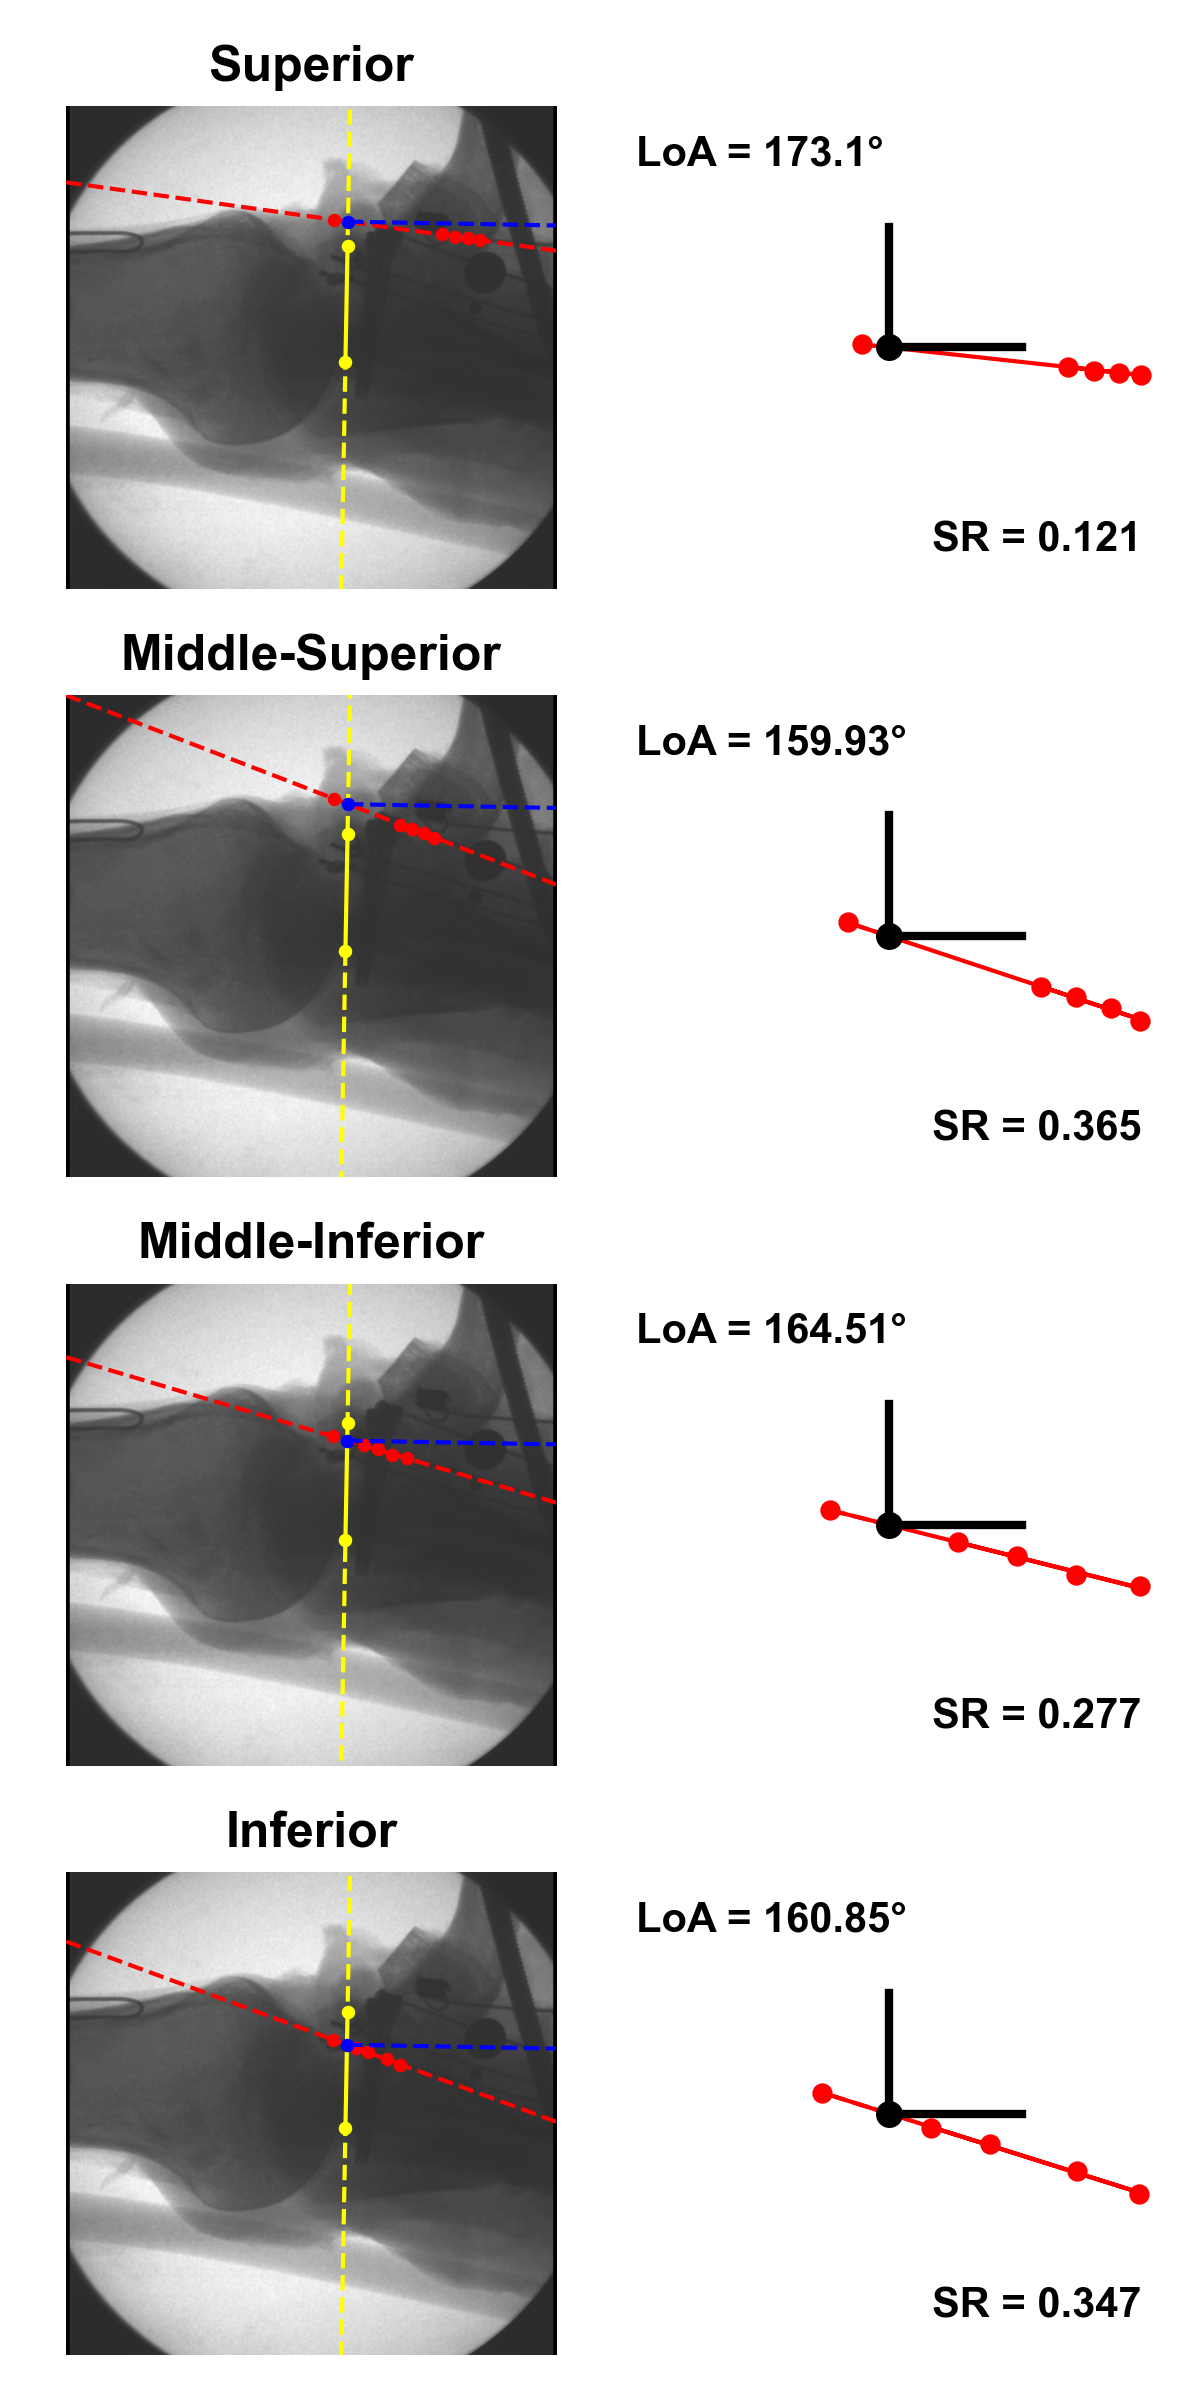 Superior
LoA = 173.1°
SR = 0.121
Middle-Superior
LoA = 159.93°
SR = 0.365
Middle-Inferior
LoA = 164.51°
SR = 0.277
Inferior
LoA = 160.85°
SR = 0.347